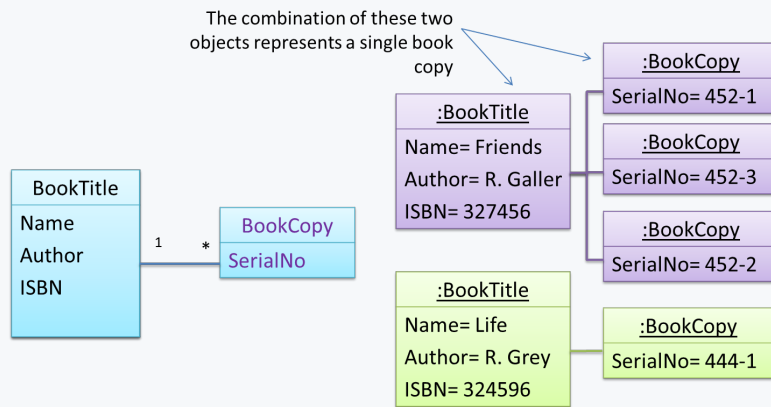 The combination of these two
objects represents a single book
copy
BookTitle
Name
Author
ISBN
1
*
BookCopy
SerialNo
:BookTitle
Name= Friends
Author= R. Galler
ISBN= 327456
:BookCopy
SerialNo= 452-1
:BookCopy
SerialNo= 452-3
:BookCopy
SerialNo= 452-2
:BookTitle
Name= Life
Author= R. Grey
ISBN= 324596
:BookCopy
SerialNo= 444-1